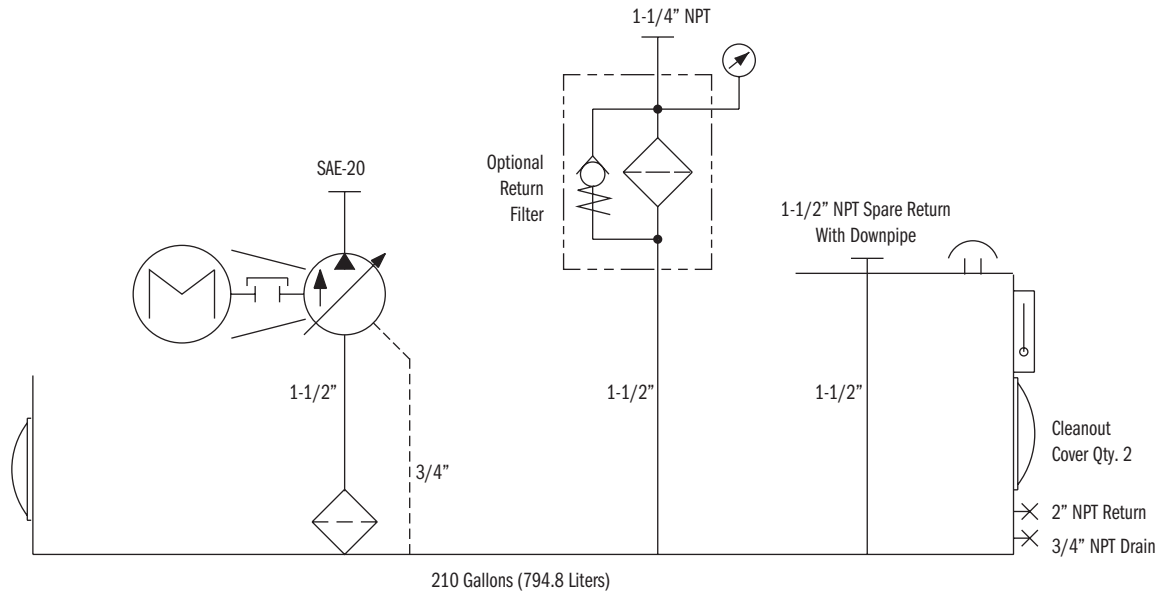 1-1/4” NPT
SAE-20
Optional
Return
Filter
1-1/2” NPT Spare Return
With Downpipe
M
1-1/2”
1-1/2”
1-1/2”
3/4”
Cleanout
Cover Qty. 2
2” NPT Return
3/4” NPT Drain
210 Gallons (794.8 Liters)